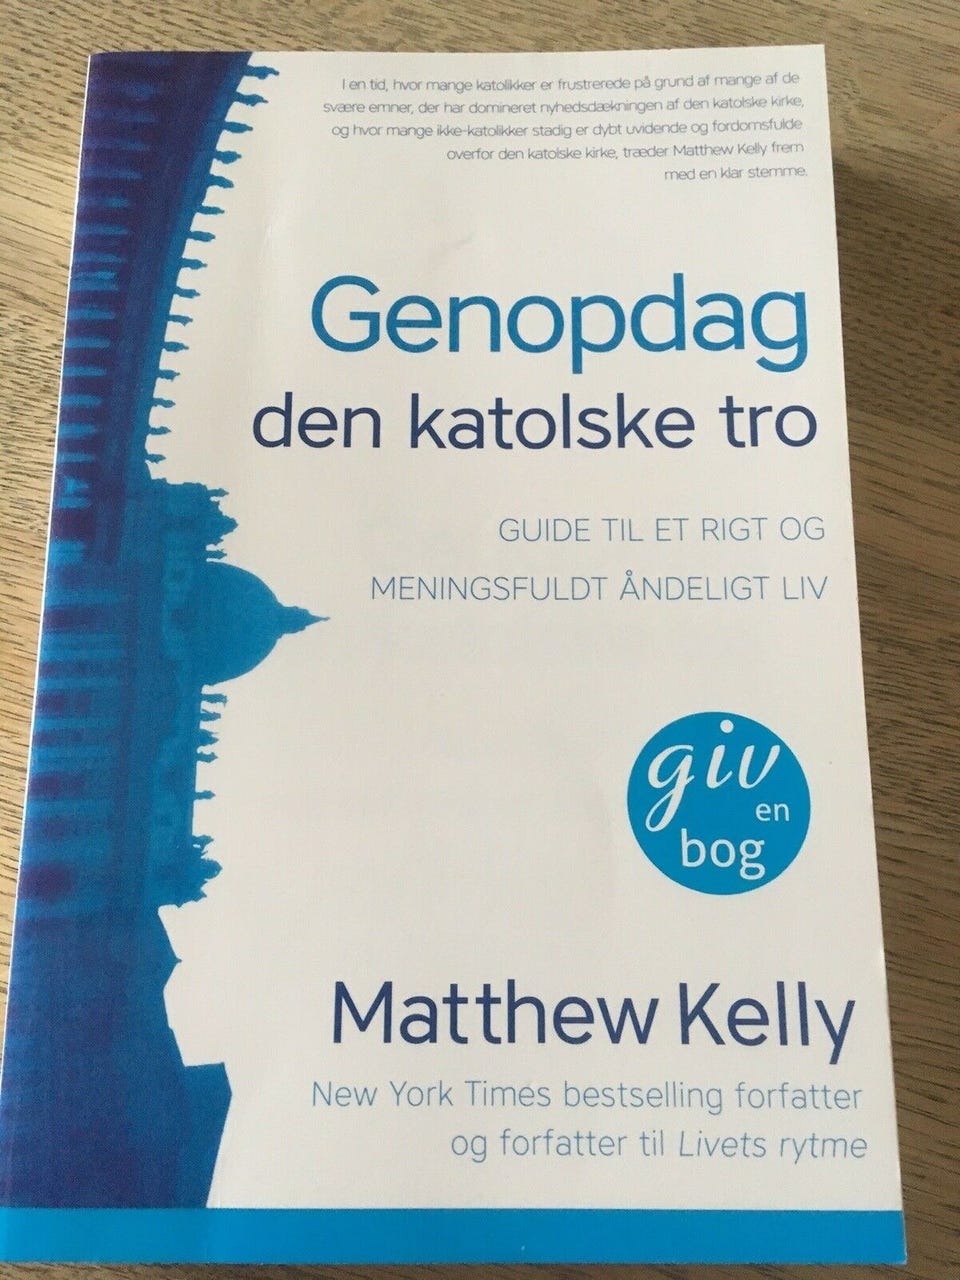 I en tid, hvor mange katolikker er frustrerede på grund af mange af de
svære emner, der har domineret nyhedsdækningen af den katolske kirke,
og hvor mange ikke-katolikker stadig er dybt uvidende og fordomsfulde
overfor den katolske kirke, træder Matthew Kelly frem
med en klar stemme.
Genopdag
den katolske tro
GUIDE TIL ET RIGT OG
MENINGSFULDT ÅNDELIGT LIV
giv
en
bog
Matthew Kelly
New York Times bestselling forfatter
og forfatter til Livets rytme